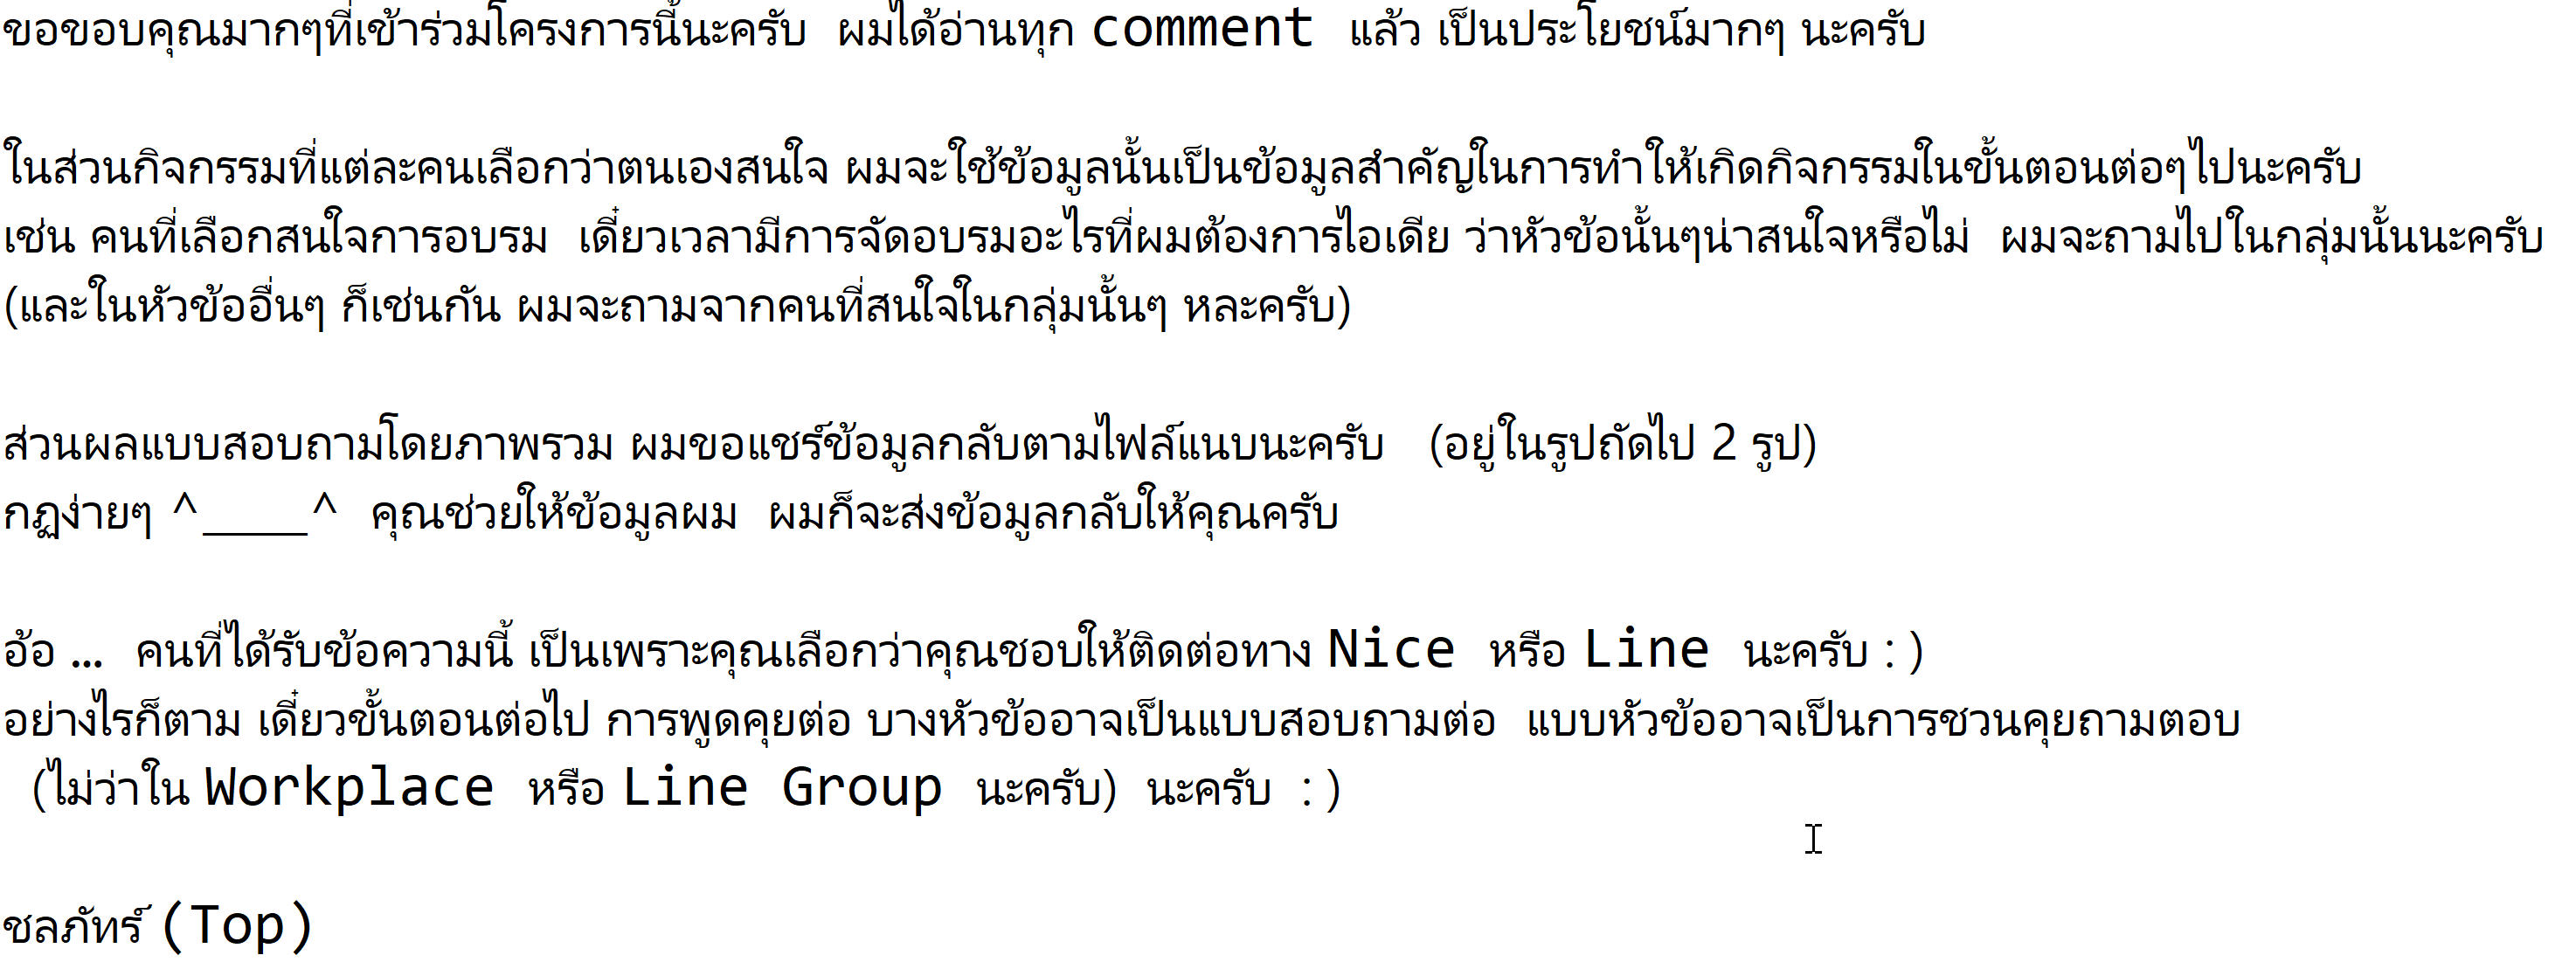 ขอขอบคุณมากๆที่เข้าร่วมโครงการนี้นะครับ ผมได้อ่านทุก comment แล้ว เป็นประโยชน์มากๆ นะครับ
ในส่วนกิจกรรมที่แต่ละคนเลือกว่าตนเองสนใจ ผมจะใช้ข้อมูลนั้นเป็นข้อมูลสำคัญในการทำให้เกิดกิจกรรมในขั้นตอนต่อๆไปนะครับ
เช่น คนที่เลือกสนใจการอบรม เดี๋ยวเวลามีการจัดอบรมอะไรที่ผมต้องการไอเดีย ว่าหัวข้อนั้นๆน่าสนใจหรือไม่ ผมจะถามไปในกลุ่มนั้นนะครับ
(และในหัวข้ออื่นๆ ก็เช่นกัน ผมจะถามจากคนที่สนใจในกลุ่มนั้นๆ หละครับ)
ส่วนผลแบบสอบถามโดยภาพรวม ผมขอแชร์ข้อมูลกลับตามไฟล์แนบนะครับ (อยู่ในรูปถัดไป 2 รูป)
กฏง่ายๆ ^____^ คุณช่วยให้ข้อมูลผม ผมก็จะส่งข้อมูลกลับให้คุณครับ
อ้อ … คนที่ได้รับข้อความนี้ เป็นเพราะคุณเลือกว่าคุณชอบให้ติดต่อทาง Nice หรือ Line นะครับ : )
อย่างไรก็ตาม เดี๋ยวขั้นตอนต่อไป การพูดคุยต่อ บางหัวข้ออาจเป็นแบบสอบถามต่อ แบบหัวข้ออาจเป็นการชวนคุยถามตอบ
(ไม่ว่าใน Workplace หรือ Line Group นะครับ) นะครับ : )
ชลภัทร์ (Top)